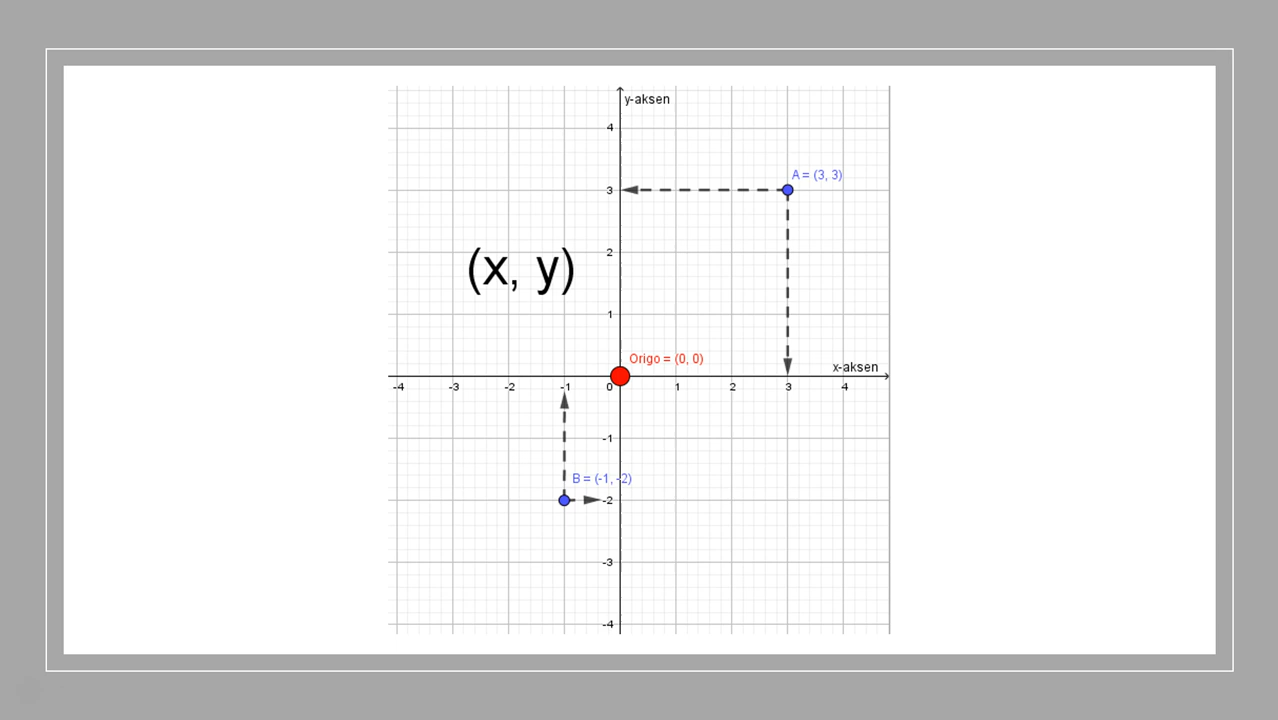 y-aksen
4
A = (3, 3)
3
(x, y)
2
1
Origo = (0, 0)
x-aksen
-4 -3 -2 -1 0 1 2 3 4
-1
B = (-1, -2)
-2
-3
-4